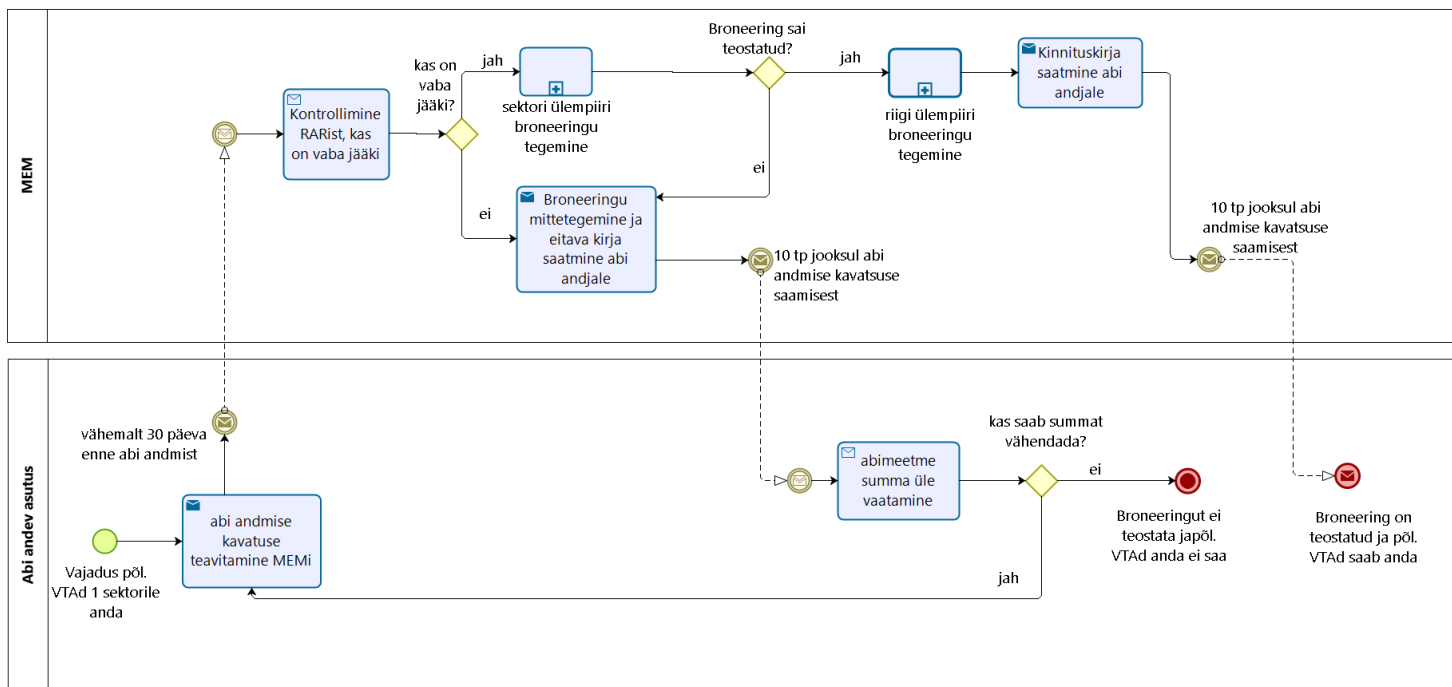 MEM
Kontrollimine
RARist, kas
on vaba jääki
kas on
vaba
jääki?
jah
sektori ülempiiri
broneeringu
tegemine
Broneering sai
teostatud?
jah
riigi ülempiiri
broneeringu
tegemine
Kinnituskirja
saatmine abi
andjale
ei
ei
Broneeringu
mittetegemine ja
eitava kirja
saatmine abi
andjale
10 tp jooksul abi
andmise kavatsuse
saamisest
10 tp jooksul abi
andmise kavatsuse
saamisest
Abi andev asutus
vähemalt 30 päeva
enne abi andmist
abi andmise
kavatuse
teavitamine MEMi
Vajadus põl.
VTAd 1 sektorile
anda
abimeetme
summa üle
vaatamine
kas saab summat
vähendada?
ei
jah
Broneeringut ei
teostata japõl.
VTAd anda ei saa
Broneering on
teostatud ja põl.
VTAd saab anda